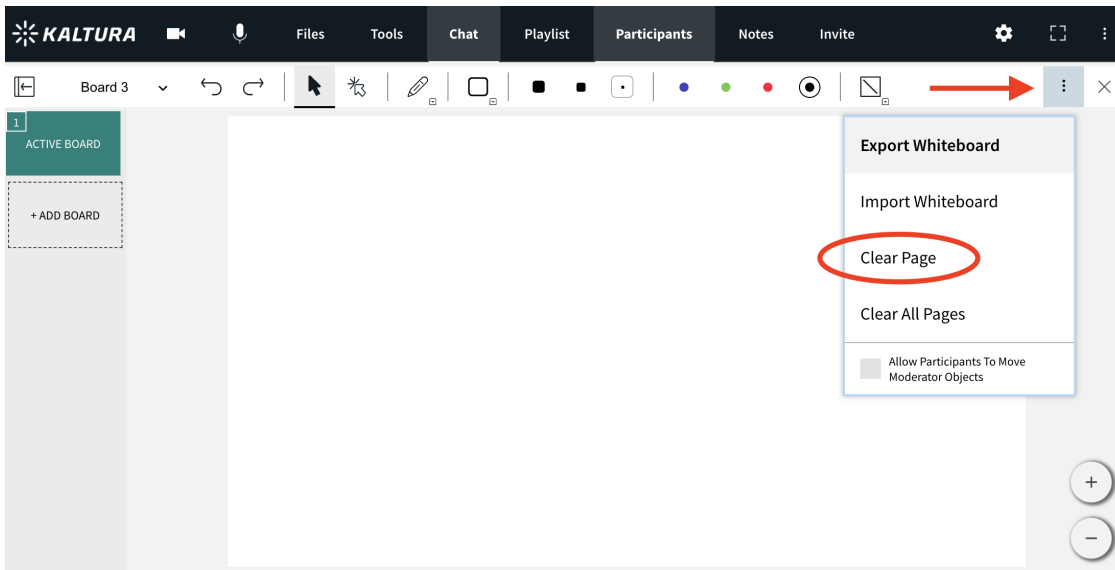 KALTURA Files Tools Chat Playlist Participants Notes Invite
Board 3
1
ACTIVE BOARD
+ ADD BOARD
Export Whiteboard
Import Whiteboard
Clear Page
Clear All Pages
Allow Participants To Move
Moderator Objects